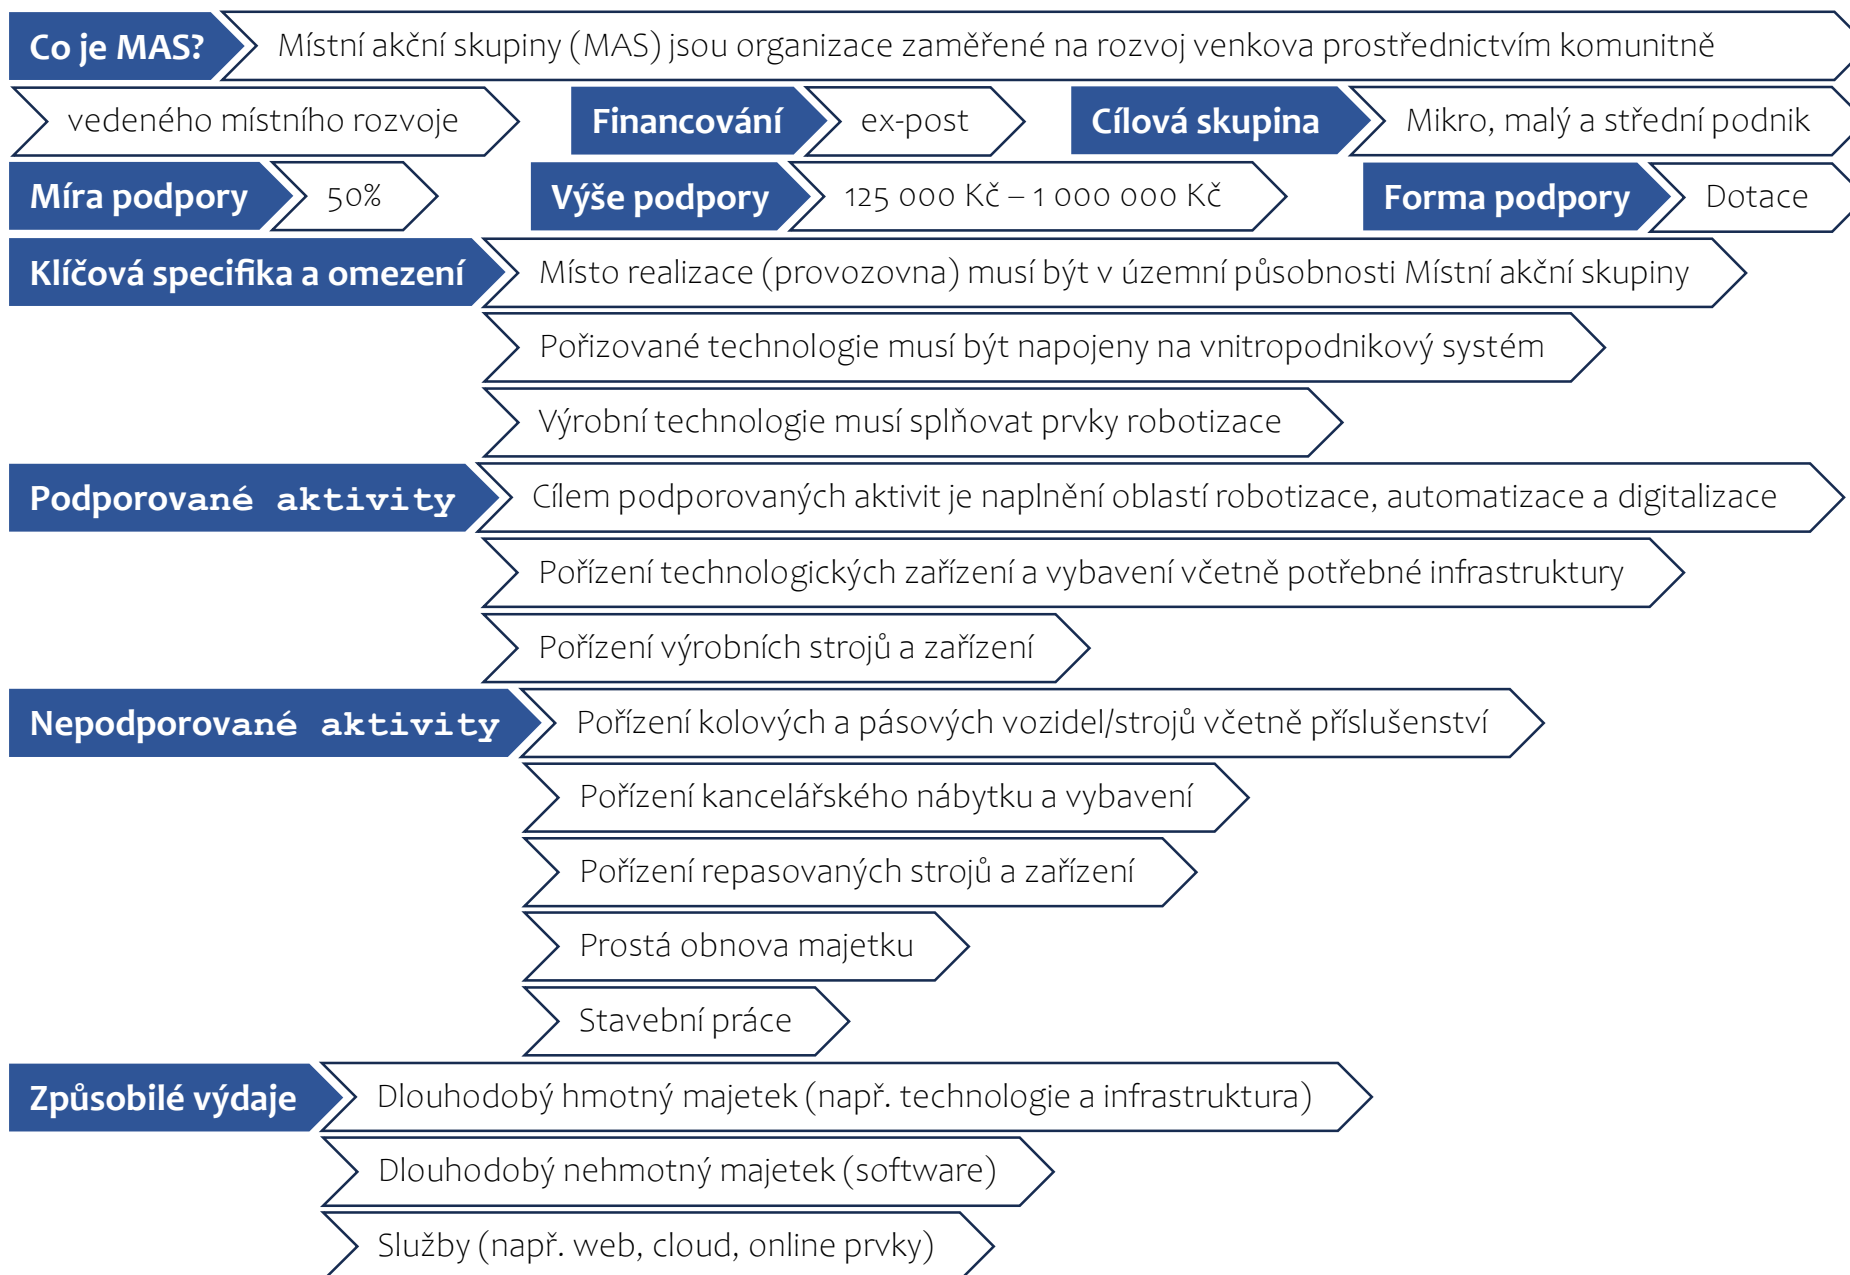 Co je MAS? Místní akční skupiny (MAS) jsou organizace zaměřené na rozvoj venkova prostřednictvím komunitně
vedeného místního rozvoje Financování ex-post Cílová skupina Mikro, malý a střední podnik
Míra podpory 50% Výše podpory 125 000 Kč – 1 000 000 Kč Forma podpory Dotace
Klíčová specifika a omezení Místo realizace (provozovna) musí být v územní působnosti Místní akční skupiny
Pořizované technologie musí být napojeny na vnitropodnikový systém
Výrobní technologie musí splňovat prvky robotizace
Podporované aktivity Cílem podporovaných aktivit je naplnění oblastí robotizace, automatizace a digitalizace
Pořízení technologických zařízení a vybavení včetně potřebné infrastruktury
Pořízení výrobních strojů a zařízení
Nepodporované aktivity Pořízení kolových a pásových vozidel/strojů včetně příslušenství
Pořízení kancelářského nábytku a vybavení
Pořízení repasovaných strojů a zařízení
Prostá obnova majetku
Stavební práce
Způsobilé výdaje Dlouhodobý hmotný majetek (např. technologie a infrastruktura)
Dlouhodobý nehmotný majetek (software)
Služby (např. web, cloud, online prvky)